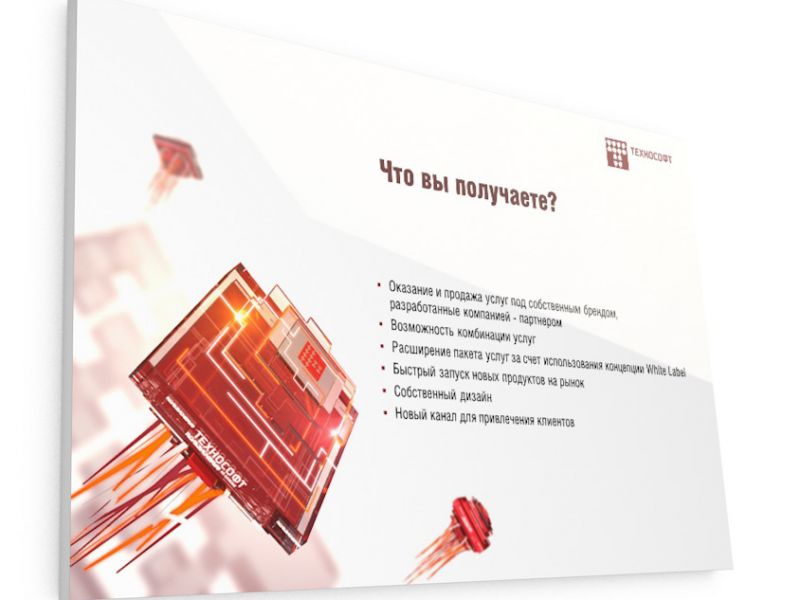 ТЕХНОСОФТ
Что вы получаете?
▪ Оказание и продажа услуг под собственным брендом,
разработанные компанией - партнером
▪ Возможность комбинации услуг
▪ Расширение пакета услуг за счет использования концепции White Label
▪ Быстрый запуск новых продуктов на рынок
▪ Собственный дизайн
▪ Новый канал для привлечения клиентов
ТЕХНОСОФТ